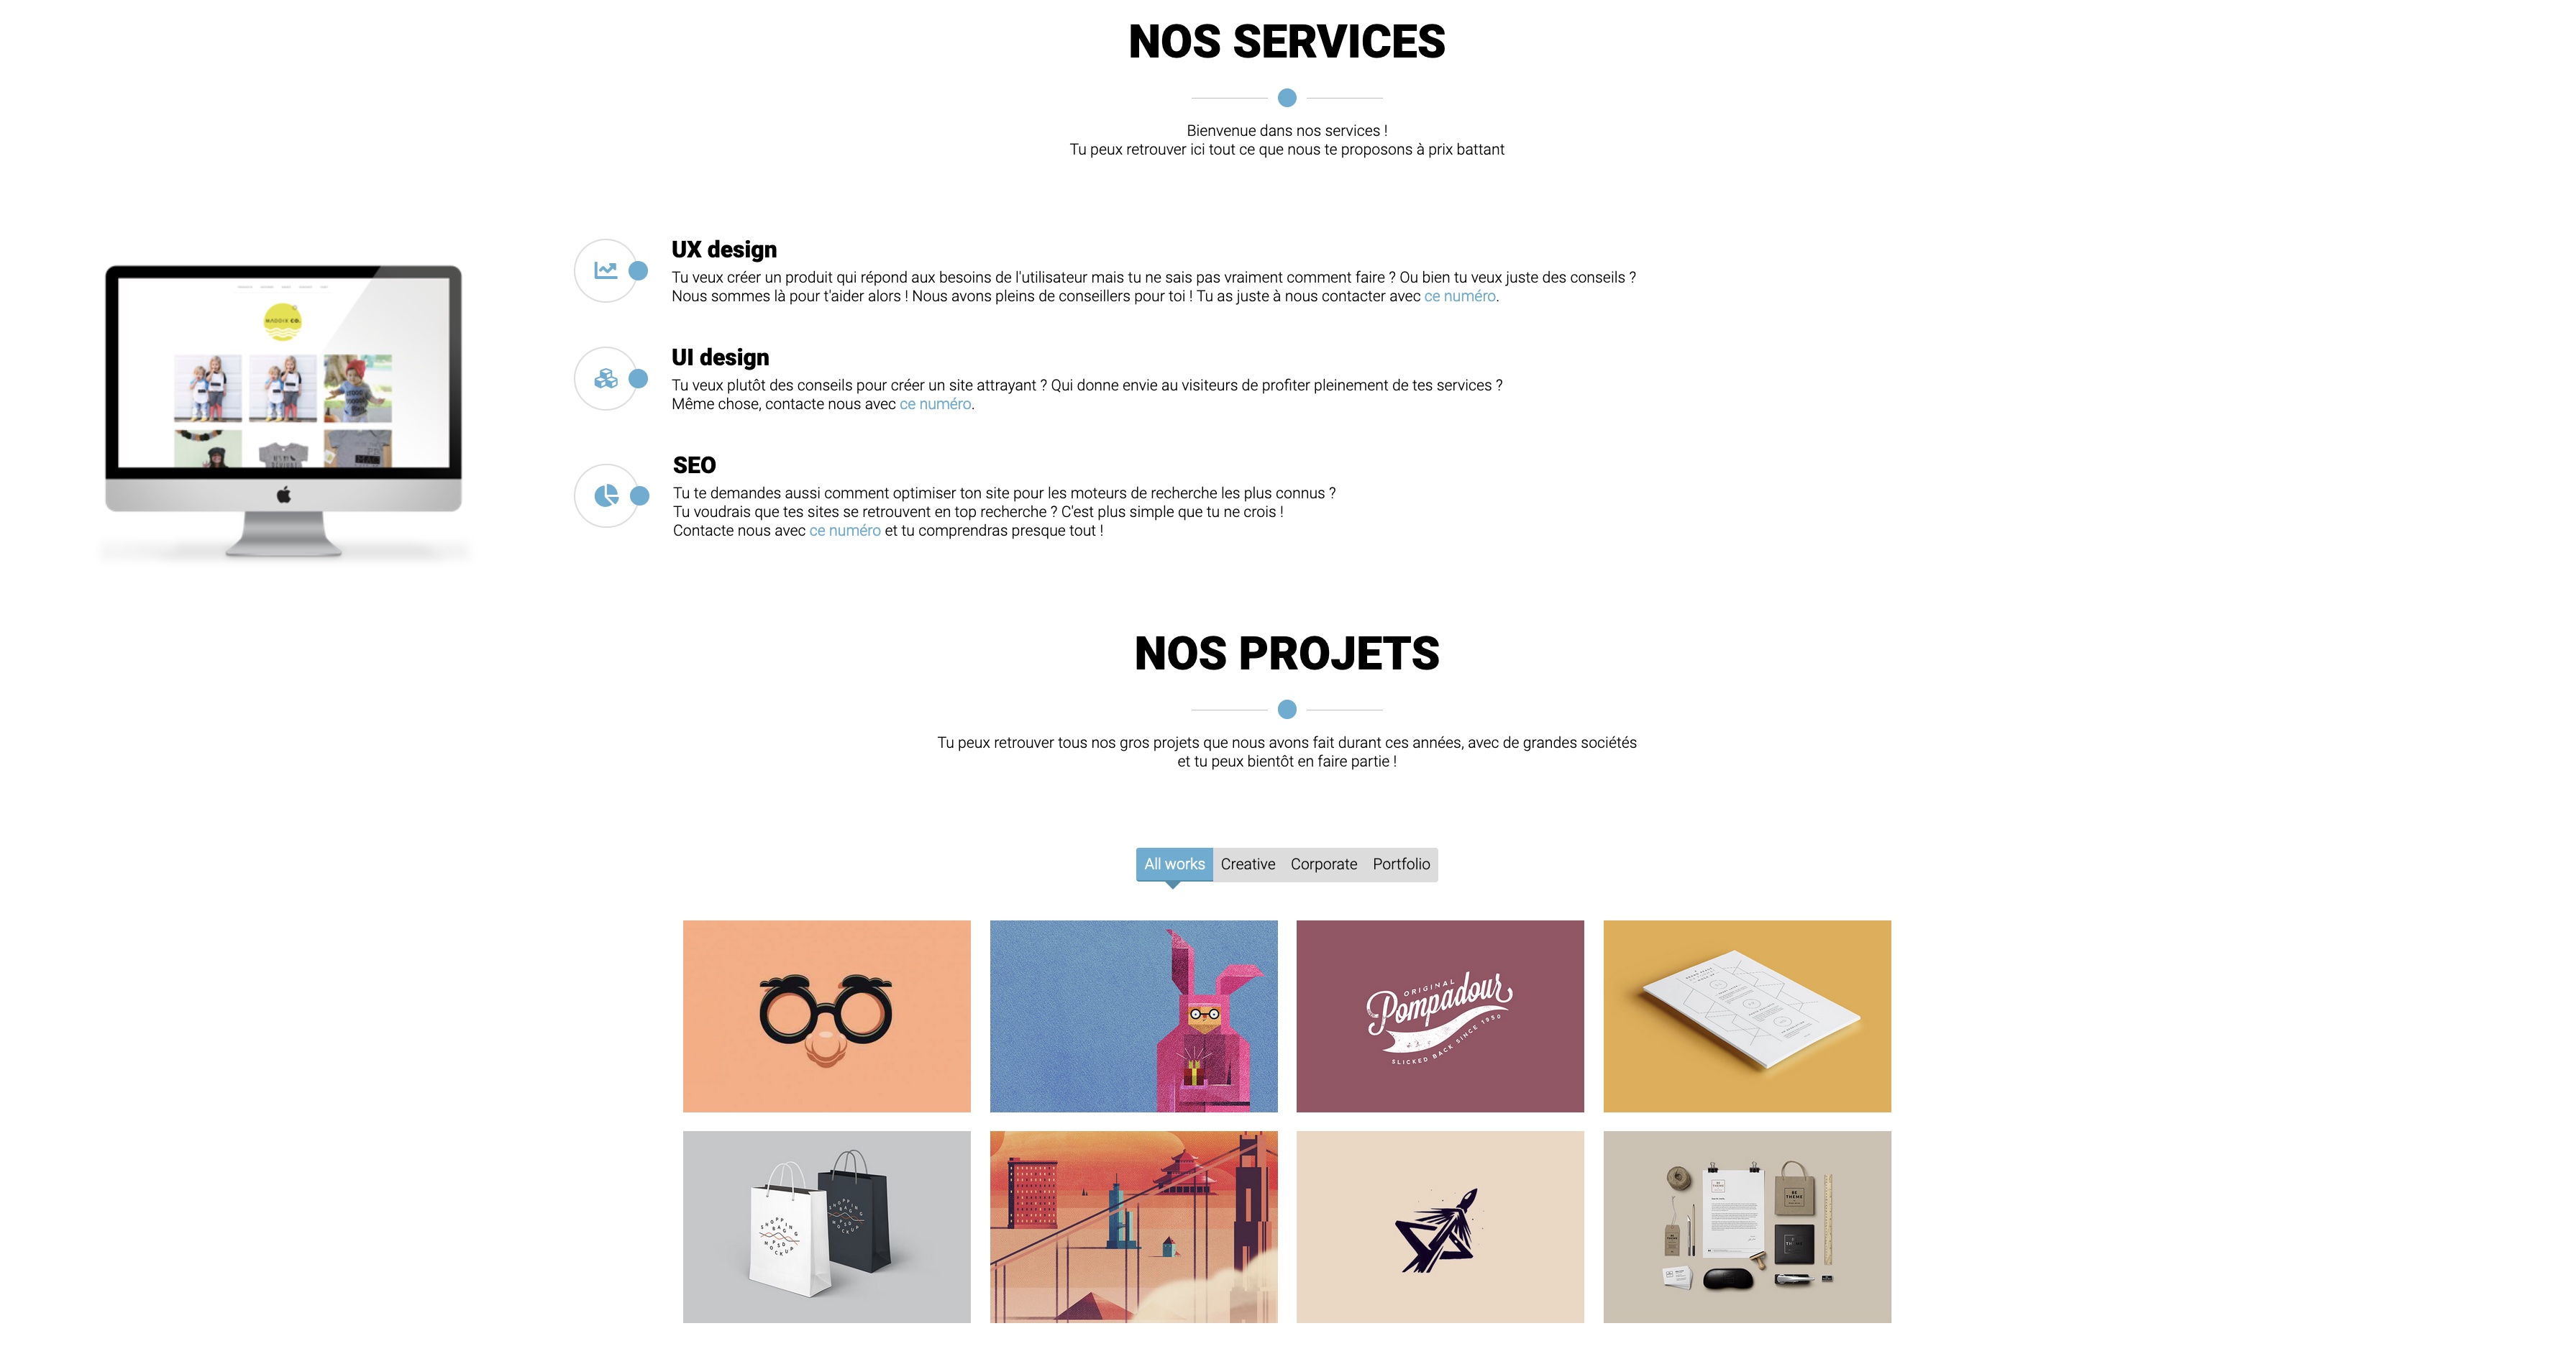 NOS SERVICES
Bienvenue dans nos services !
Tu peux retrouver ici tout ce que nous te proposons à prix battant
MADDIX CO.
UX design
Tu veux créer un produit qui répond aux besoins de l'utilisateur mais tu ne sais pas vraiment comment faire ? Ou bien tu veux juste des conseils ?
Nous sommes là pour t'aider alors ! Nous avons pleins de conseillers pour toi ! Tu as juste à nous contacter avec ce numéro.
UI design
Tu veux plutôt des conseils pour créer un site attrayant ? Qui donne envie au visiteurs de profiter pleinement de tes services ?
Même chose, contacte nous avec ce numéro.
SEO
Tu te demandes aussi comment optimiser ton site pour les moteurs de recherche les plus connus ?
Tu voudrais que tes sites se retrouvent en top recherche ? C'est plus simple que tu ne crois !
Contacte nous avec ce numéro et tu comprendras presque tout !
NOS PROJETS
Tu peux retrouver tous nos gros projets que nous avons fait durant ces années, avec de grandes sociétés
et tu peux bientôt en faire partie !
All works Creative Corporate Portfolio
ORIGINAL
Pompadour
SLICKED BACK SINCE 1950
SHOPPING
BAG
PSD
MOCKUP
SHOPPING
BAG
PSD
MOCKUP
BE
THEME
BE
THEME